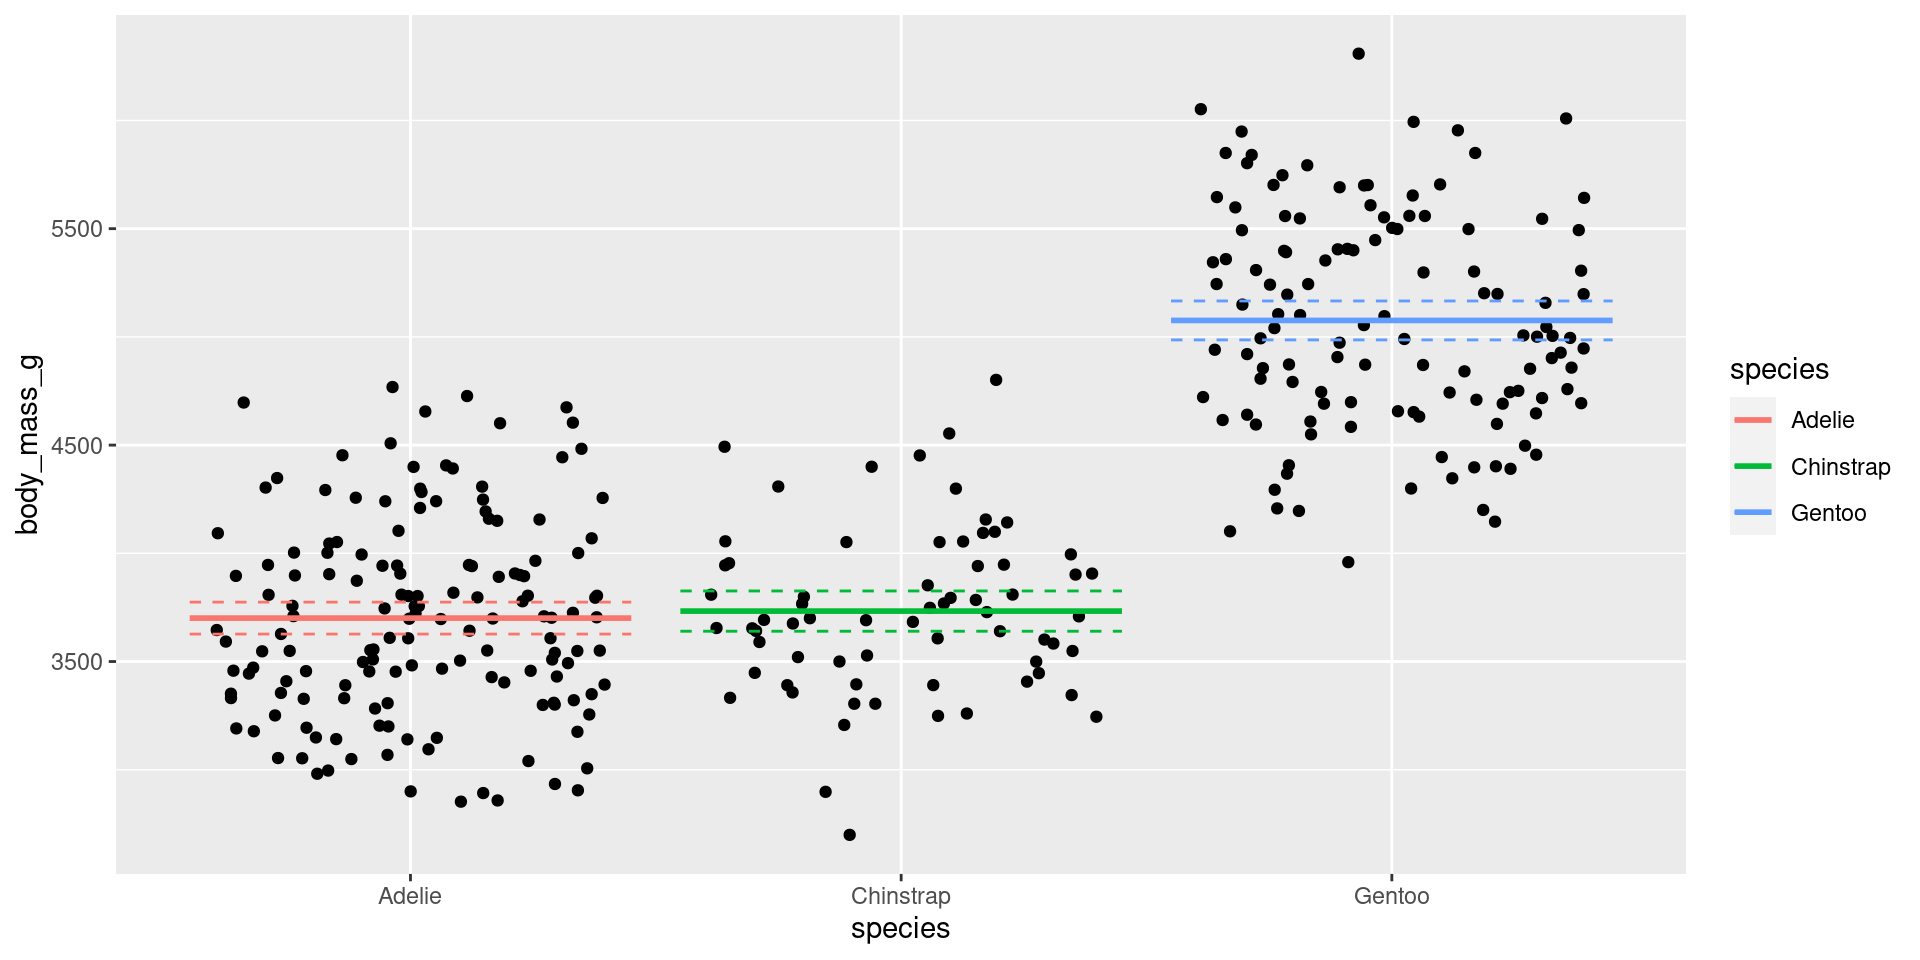 body_mass_g
5500
4500
3500
Adelie
Chinstrap
Gentoo
species
species
Adelie
Chinstrap
Gentoo